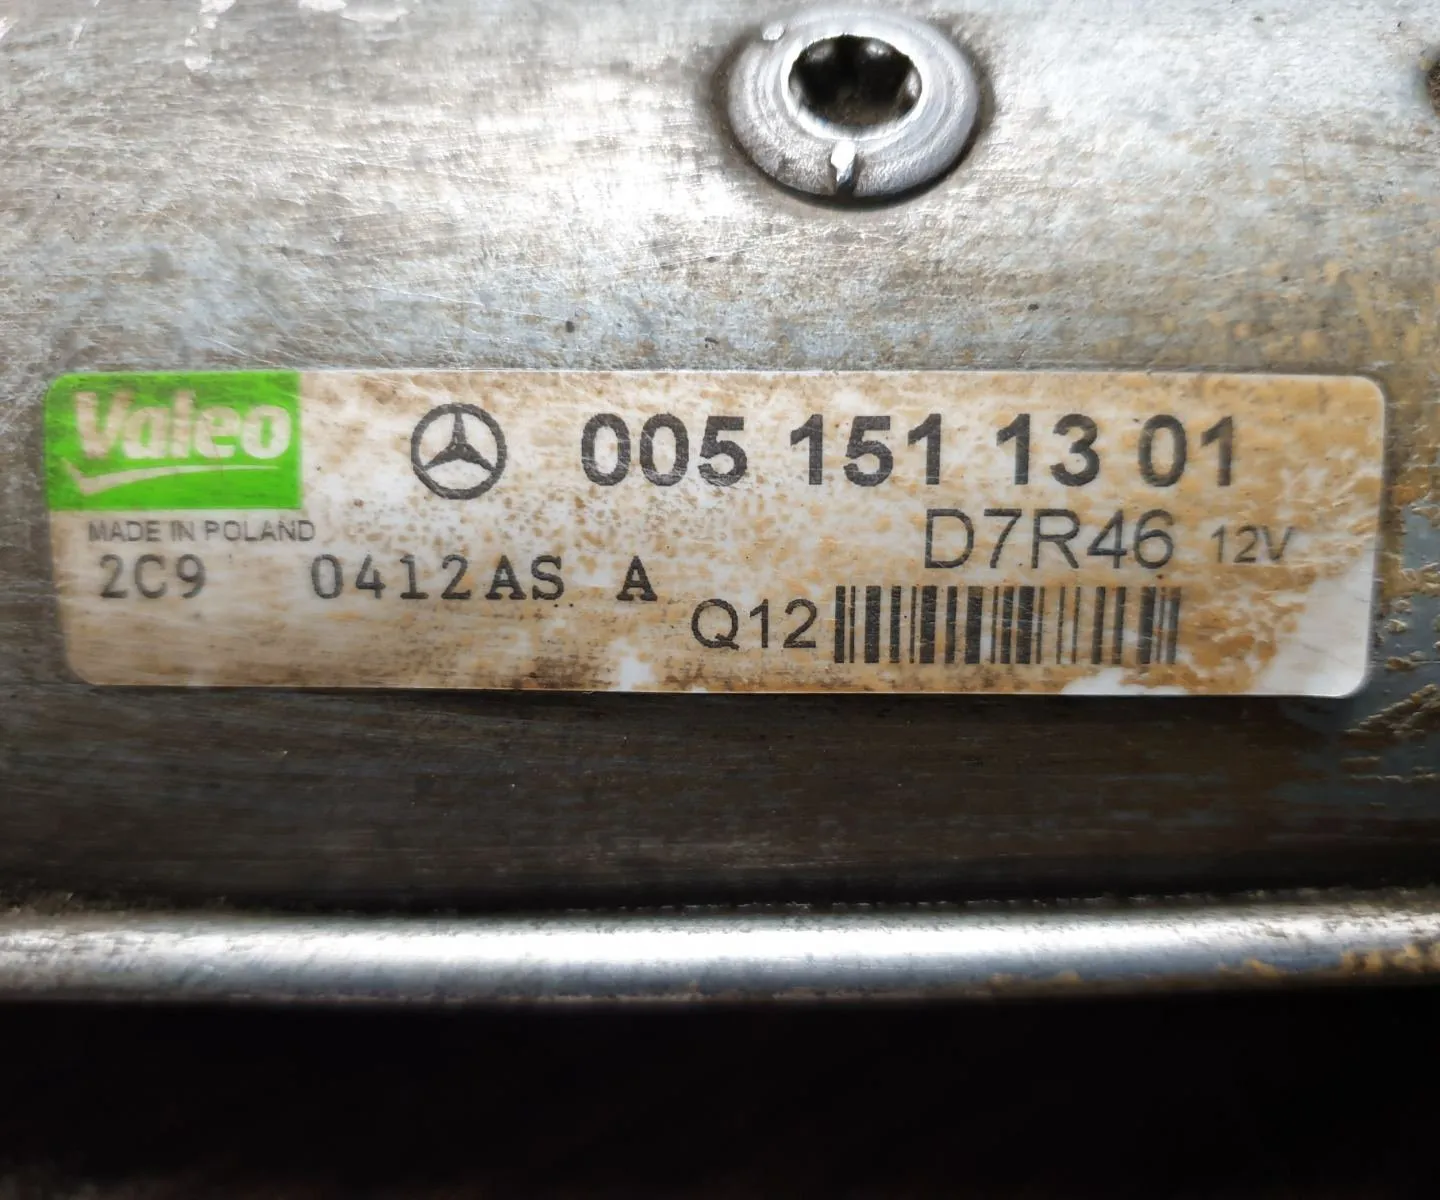 Valeo
005 151 13 01
MADE IN POLAND
D7R46 12V
2C9 0412AS A
Q12